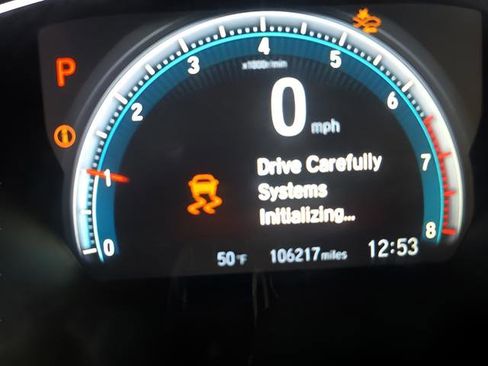 4
3
5
x1000r/min
P
2
6
0 mph
Drive Carefully
1
7
Systems
Initializing...
0
8
50°F
106217 miles
12:53